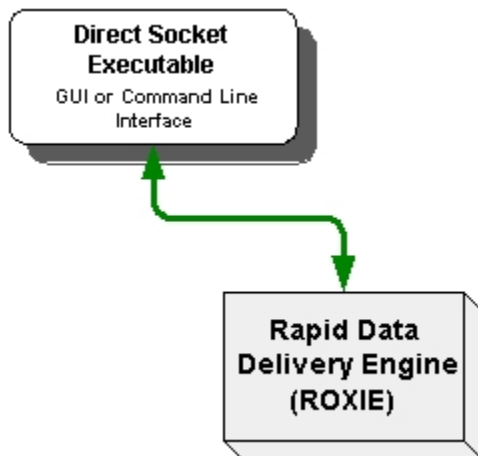 Direct Socket
Executable
GUI or Command Line
Interface
Rapid Data
Delivery Engine
(ROXIE)